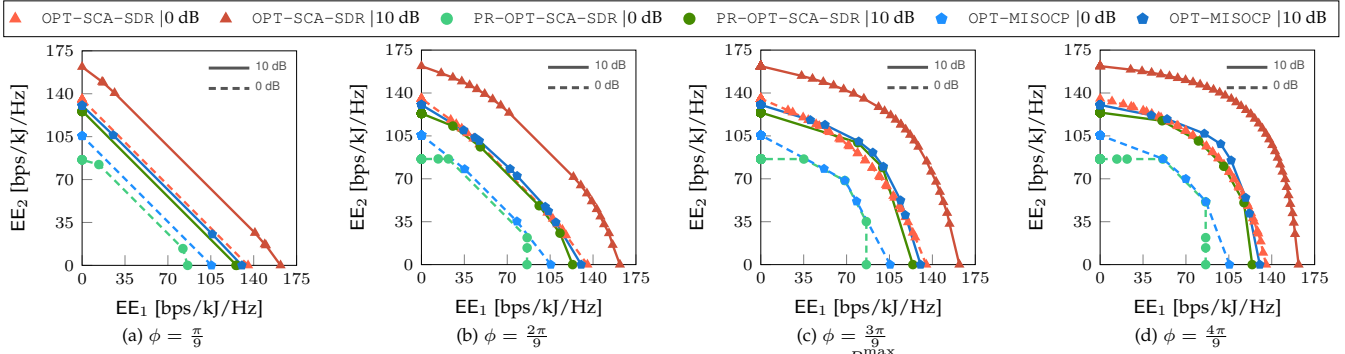 OPT-SCA-SDR |0 dB OPT-SCA-SDR |10 dB PR-OPT-SCA-SDR |0 dB PR-OPT-SCA-SDR |10 dB OPT-MISOCP |0 dB OPT-MISOCP |10 dB
175
140
105
70
35
0
EE2 [bps/kJ/Hz]
10 dB
0 dB
0 35 70 105 140 175
EE1 [bps/kJ/Hz]
(a) ϕ = π/9
175
140
105
70
35
0
EE2 [bps/kJ/Hz]
10 dB
0 dB
0 35 70 105 140 175
EE1 [bps/kJ/Hz]
(b) ϕ = 2π/9
175
140
105
70
35
0
EE2 [bps/kJ/Hz]
10 dB
0 dB
0 35 70 105 140 175
EE1 [bps/kJ/Hz]
(c) ϕ = 3π/9
175
140
105
70
35
0
EE2 [bps/kJ/Hz]
10 dB
0 dB
0 35 70 105 140 175
EE1 [bps/kJ/Hz]
(d) ϕ = 4π/9
max